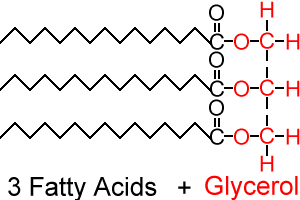 O H
C O C H
O
C O C H
O
C O C H
H
3 Fatty Acids + Glycerol